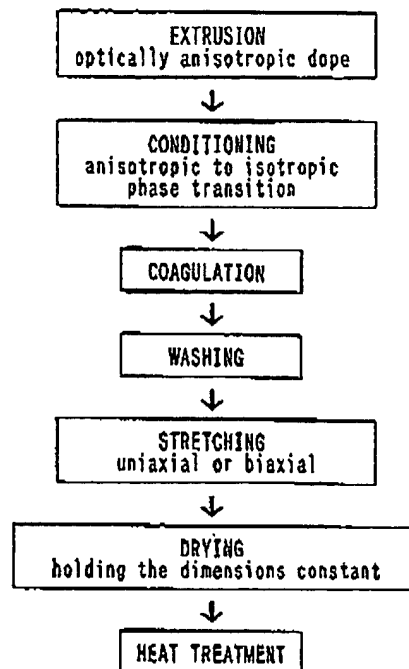 EXTRUSION
optically anisotropic dope
CONDITIONING
anisotropic to isotropic
phase transition
COAGULATION
WASHING
STRETCHING
uniaxial or biaxial
DRYING
holding the dimensions constant
HEAT TREATMENT